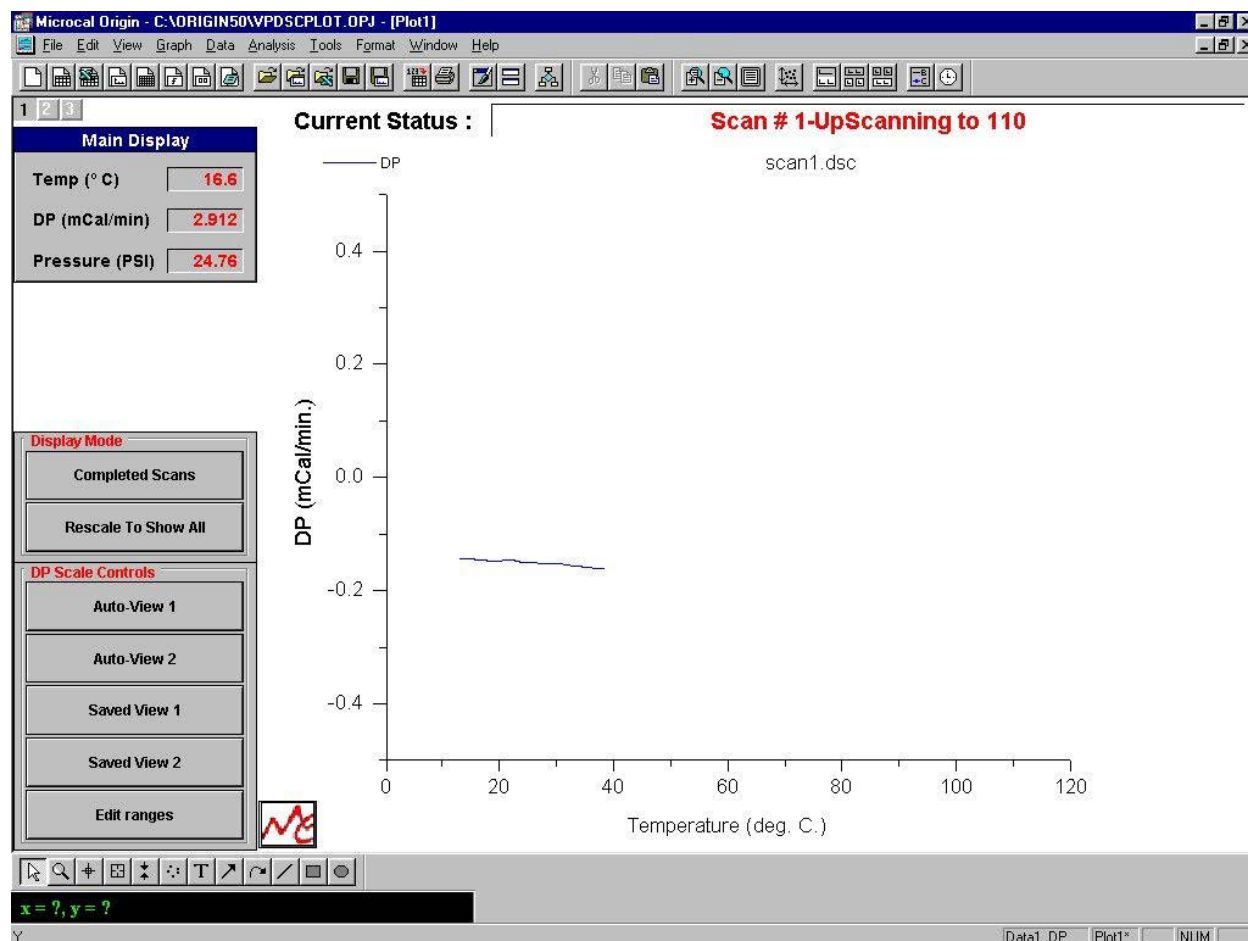 Microcal Origin - C:\ORIGIN50\VPDSCPLOT.OPJ - [Plot1]
File Edit View Graph Data Analysis Tools Format Window Help
1 2 3
Main Display
Temp (° C) 16.6
DP (mCal/min) 2.912
Pressure (PSI) 24.76
Display Mode
Completed Scans
Rescale To Show All
DP Scale Controls
Auto-View 1
Auto-View 2
Saved View 1
Saved View 2
Edit ranges
Current Status : Scan # 1-UpScanning to 110
DP
scan1.dsc
DP (mCal/min.)
0.4
0.2
0.0
-0.2
-0.4
0 20 40 60 80 100 120
Temperature (deg. C.)
T
x = ?, y = ?
Y Data1_DP Plot1* NUM